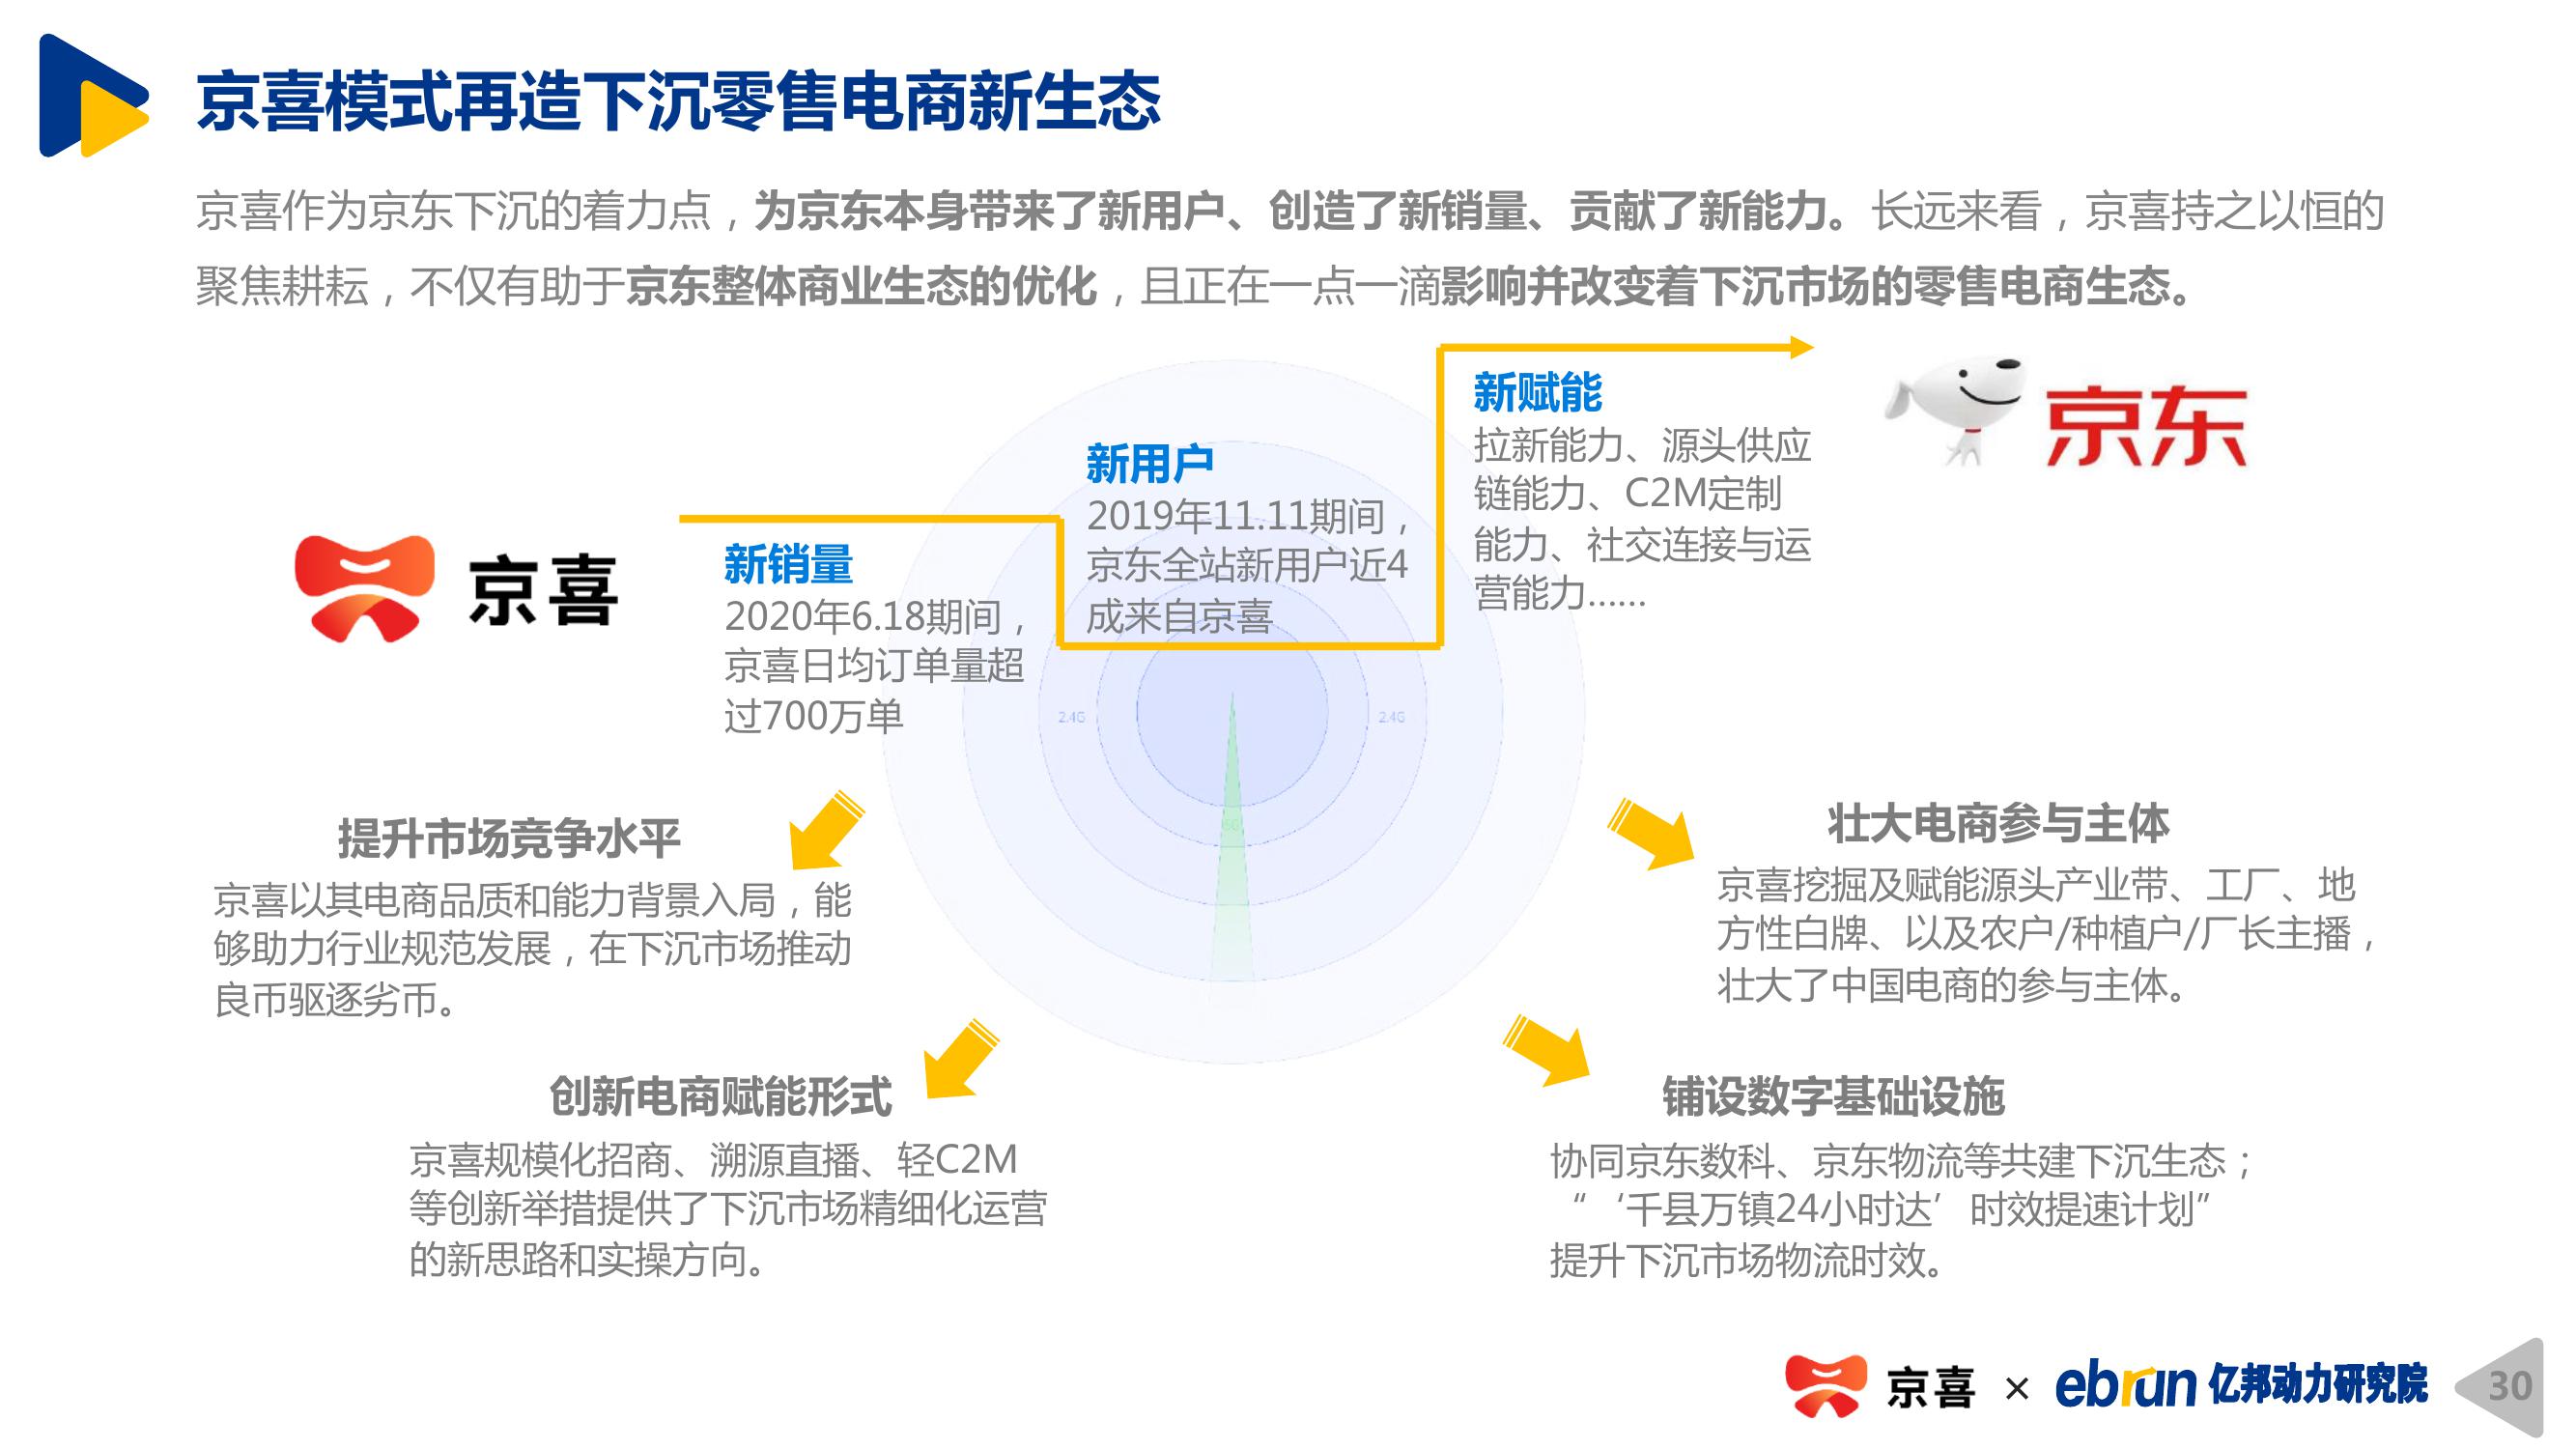 京喜模式再造下沉零售电商新生态
京喜作为京东下沉的着力点，为京东本身带来了新用户、创造了新销量、贡献了新能力。长远来看，京喜持之以恒的
聚焦耕耘，不仅有助于京东整体商业生态的优化，且正在一点一滴影响并改变着下沉市场的零售电商生态。
京喜
新销量
2020年6.18期间，
京喜日均订单量超
过700万单
新用户
2019年11.11期间，
京东全站新用户近4
成来自京喜
新赋能
拉新能力、源头供应
链能力、C2M定制
能力、社交连接与运
营能力……
京东
2.4G
2.4G
5G
提升市场竞争水平
京喜以其电商品质和能力背景入局，能
够助力行业规范发展，在下沉市场推动
良币驱逐劣币。
创新电商赋能形式
京喜规模化招商、溯源直播、轻C2M
等创新举措提供了下沉市场精细化运营
的新思路和实操方向。
壮大电商参与主体
京喜挖掘及赋能源头产业带、工厂、地
方性白牌、以及农户/种植户/厂长主播，
壮大了中国电商的参与主体。
铺设数字基础设施
协同京东数科、京东物流等共建下沉生态；
“‘千县万镇24小时达’时效提速计划”
提升下沉市场物流时效。
京喜 × ebrun 亿邦动力研究院
30